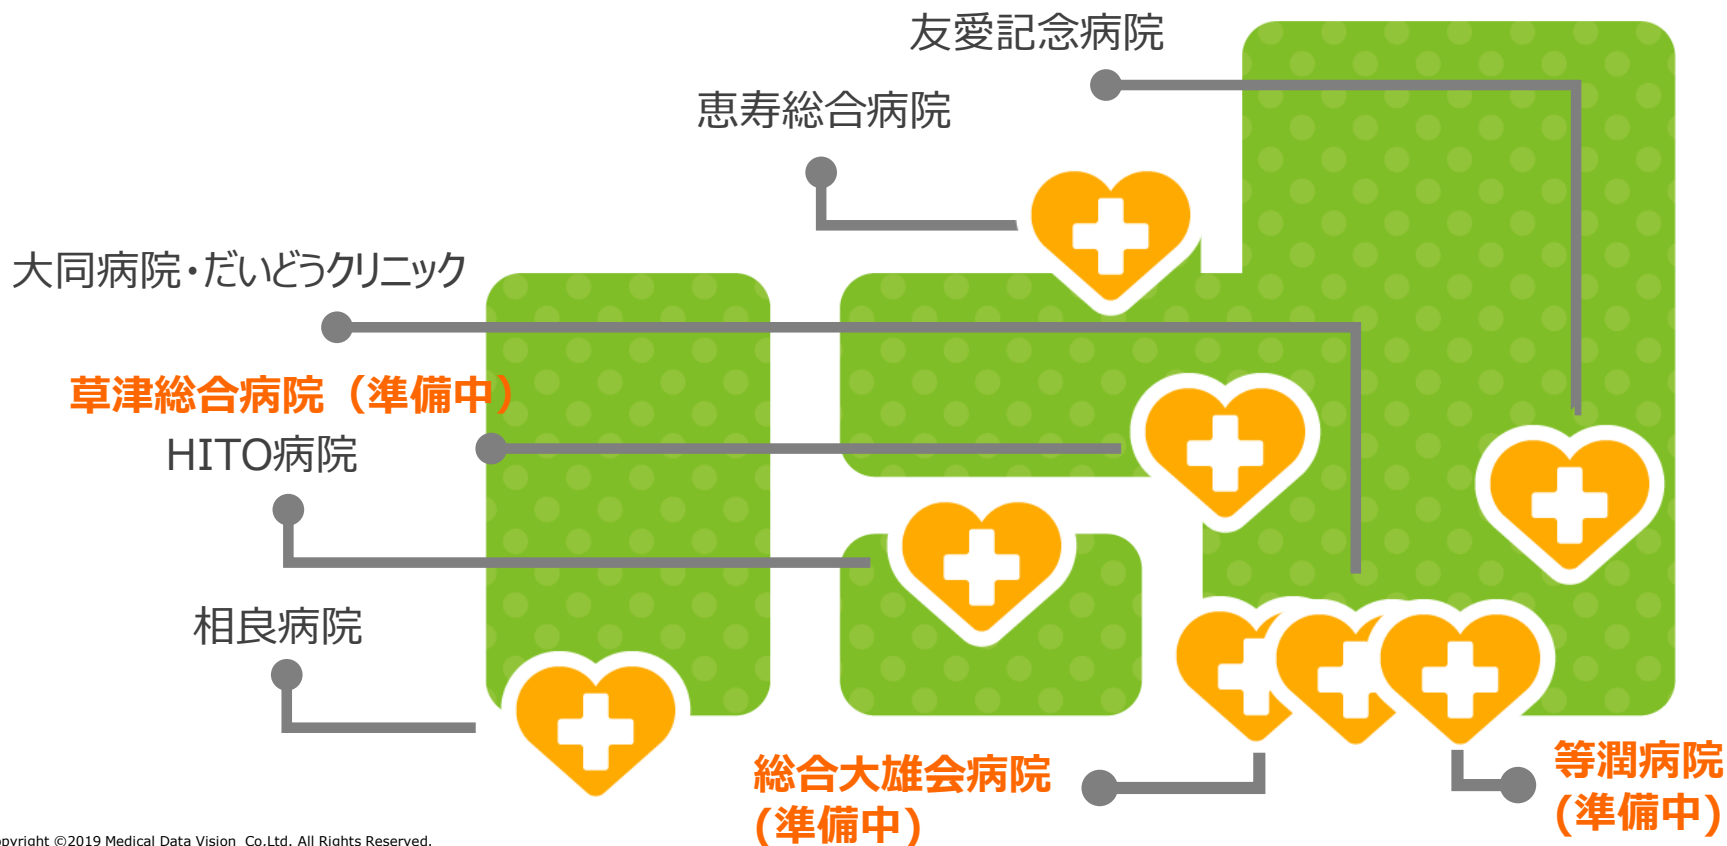 友愛記念病院
恵寿総合病院
大同病院・だいどうクリニック
草津総合病院（準備中）
HITO病院
相良病院
総合大雄会病院
(準備中)
等潤病院
(準備中)
opyright ©2019 Medical Data Vision Co,Ltd. All Rights Reserved.